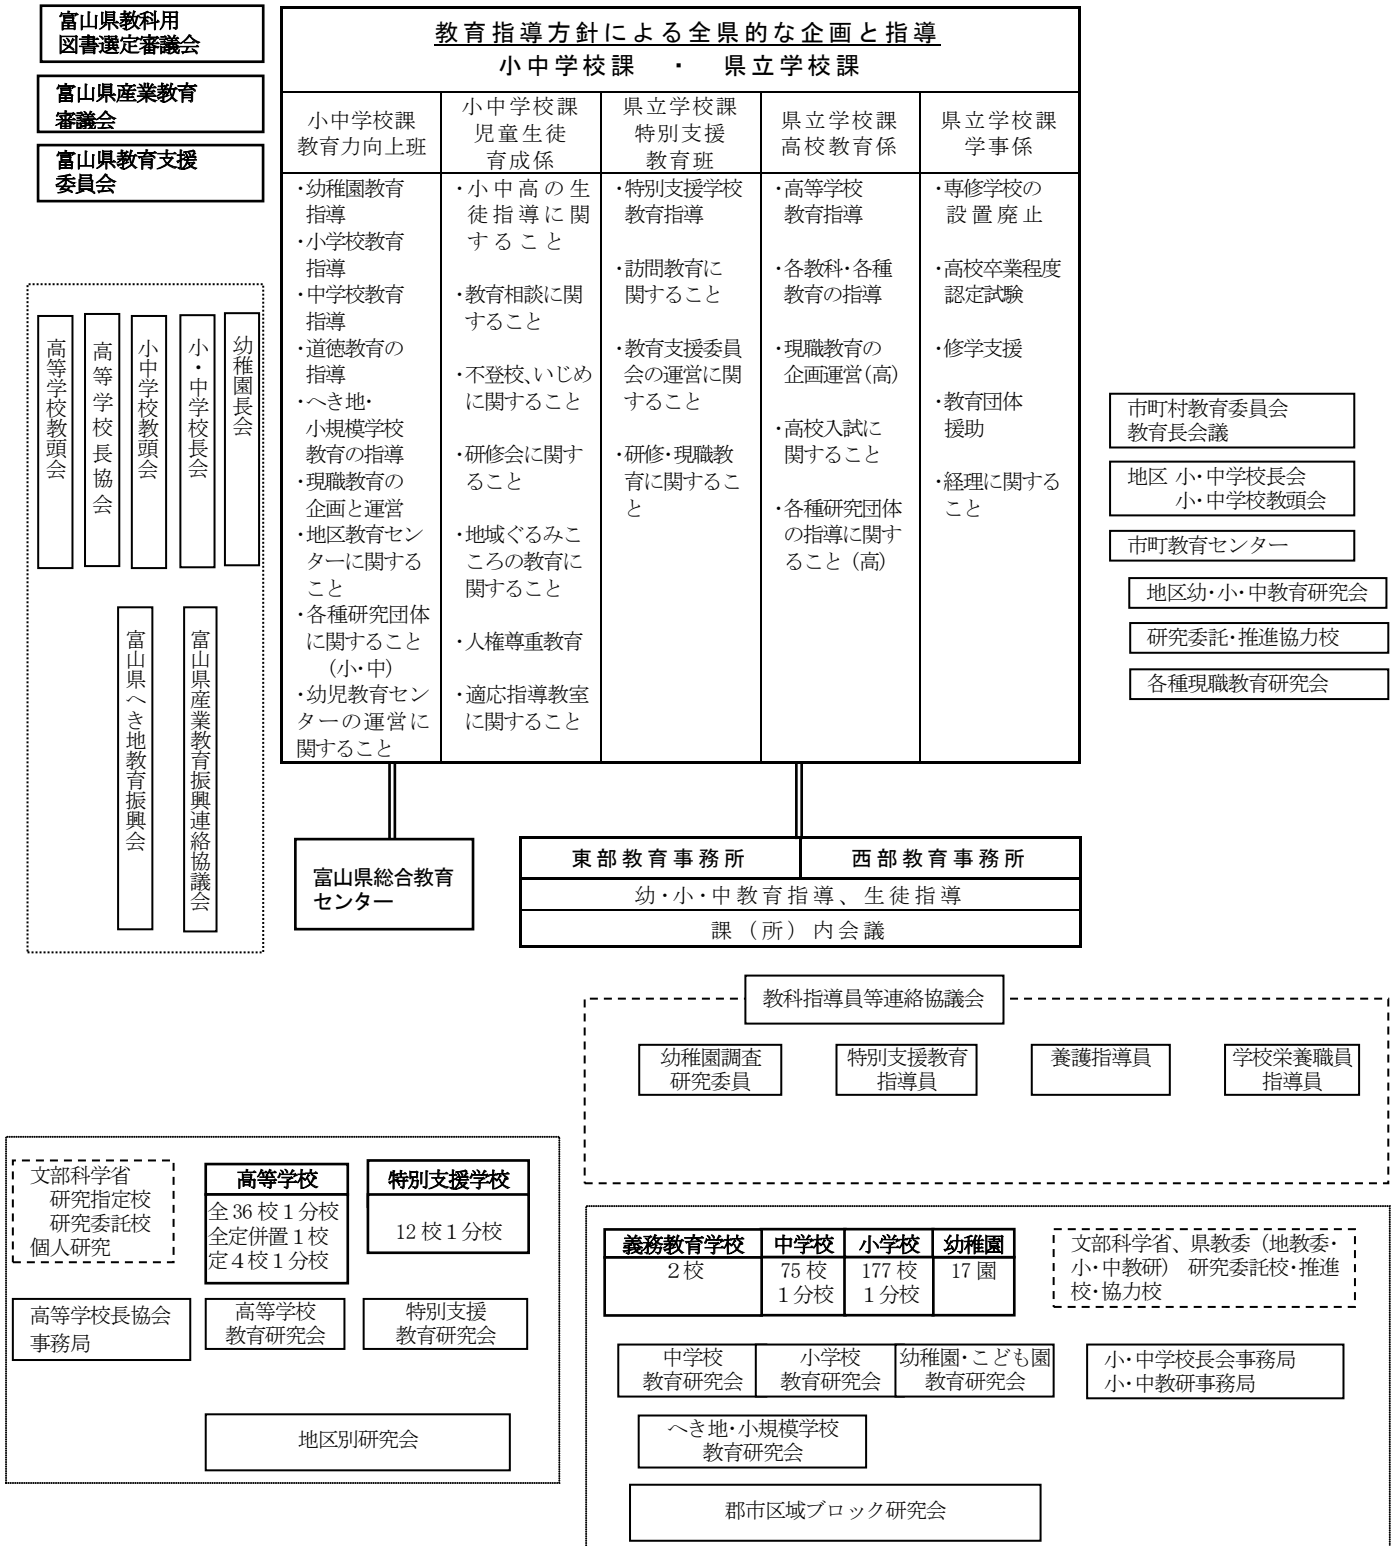 富山県教科用
図書選定審議会
富山県産業教育
審議会
富山県教育支援
委員会
教育指導方針による全県的な企画と指導
小中学校課 ・ 県立学校課
小中学校課
教育力向上班
・幼稚園教育
指導
・小学校教育
指導
・中学校教育
指導
・道徳教育の
指導
・へき地・
小規模学校
教育の指導
・現職教育の
企画と運営
・地区教育セン
ターに関する
こと
・各種研究団体
に関すること
(小・中)
・幼児教育セン
ターの運営に
関すること
小中学校課
児童生徒
育成係
・小中高の生
徒指導に関
すること
・教育相談に関
すること
・不登校、いじめ
に関すること
・研修会に関す
ること
・地域ぐるみこ
ころの教育に
関すること
・人権尊重教育
・適応指導教室
に関すること
県立学校課
特別支援
教育班
・特別支援学校
教育指導
・訪問教育に
関すること
・教育支援委員
会の運営に関
すること
・研修・現職教
育に関するこ
と
県立学校課
高校教育係
・高等学校
教育指導
・各教科・各種
教育の指導
・現職教育の
企画運営(高)
・高校入試に
関すること
・各種研究団体
の指導に関す
ること(高)
県立学校課
学事係
・専修学校の
設置廃止
・高校卒業程度
認定試験
・修学支援
・教育団体
援助
・経理に関する
こと
高等学校教頭会
高等学校長協会
小中学校教頭会
小・中学校長会
幼稚園長会
富山県へき地教育振興会
富山県産業教育振興連絡協議会
市町村教育委員会
教育長会議
地区 小・中学校長会
小・中学校教頭会
市町教育センター
地区幼・小・中教育研究会
研究委託・推進協力校
各種現職教育研究会
富山県総合教育
センター
東部教育事務所
西部教育事務所
幼・小・中教育指導、生徒指導
課(所)内会議
教科指導員等連絡協議会
幼稚園調査
研究委員
特別支援教育
指導員
養護指導員
学校栄養職員
指導員
文部科学省
研究指定校
研究委託校
個人研究
高等学校
全36校1分校
全定併置1校
定4校1分校
特別支援学校
12校1分校
高等学校長協会
事務局
高等学校
教育研究会
特別支援
教育研究会
地区別研究会
義務教育学校
2校
中学校
75校
1分校
小学校
177校
1分校
幼稚園
17園
文部科学省、県教委(地教委・
小・中教研) 研究委託校・推進
校・協力校
中学校
教育研究会
小学校
教育研究会
幼稚園・こども園
教育研究会
小・中学校長会事務局
小・中教研事務局
へき地・小規模学校
教育研究会
郡市区域ブロック研究会